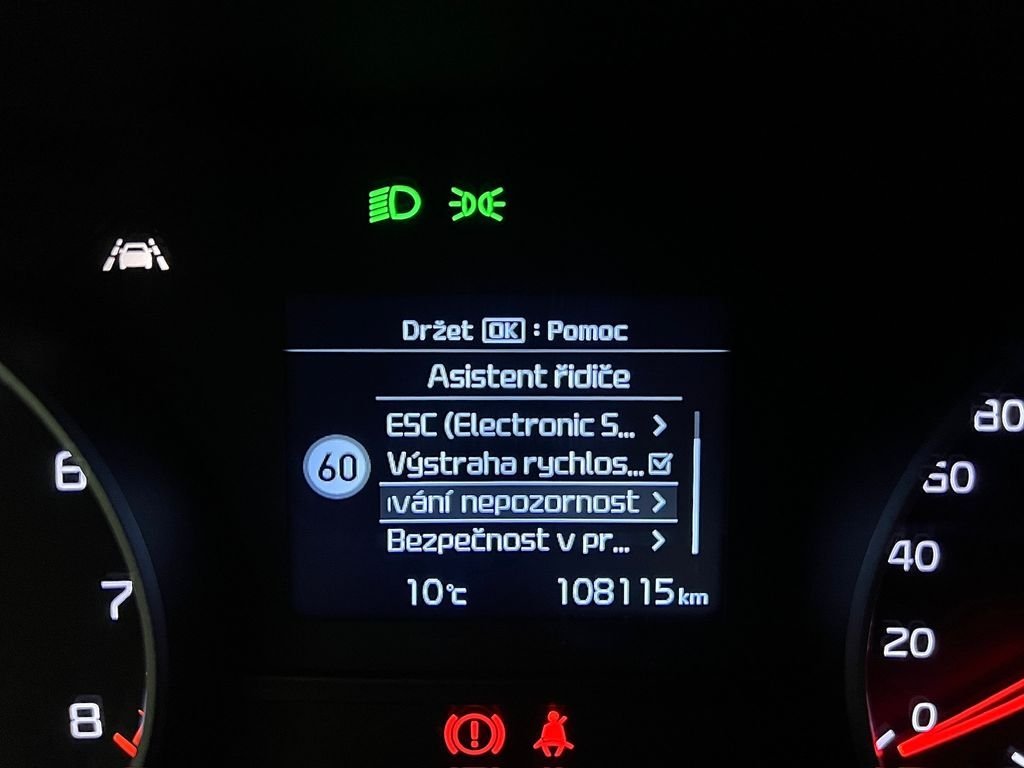 Držet OK : Pomoc
Asistent řidiče
ESC (Electronic S...
60
Výstraha rychlos...
vání nepozornost
Bezpečnost v pr...
10°C
108115 km
6
7
8
80
60
40
20
0